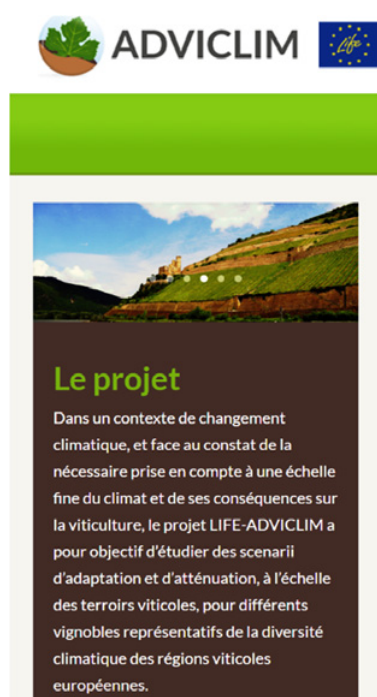 ADVICLIM
Life
Le projet
Dans un contexte de changement
climatique, et face au constat de la
nécessaire prise en compte à une échelle
fine du climat et de ses conséquences sur
la viticulture, le projet LIFE-ADVICLIM a
pour objectif d'étudier des scenarii
d'adaptation et d'atténuation, à l'échelle
des terroirs viticoles, pour différents
vignobles représentatifs de la diversité
climatique des régions viticoles
européennes.